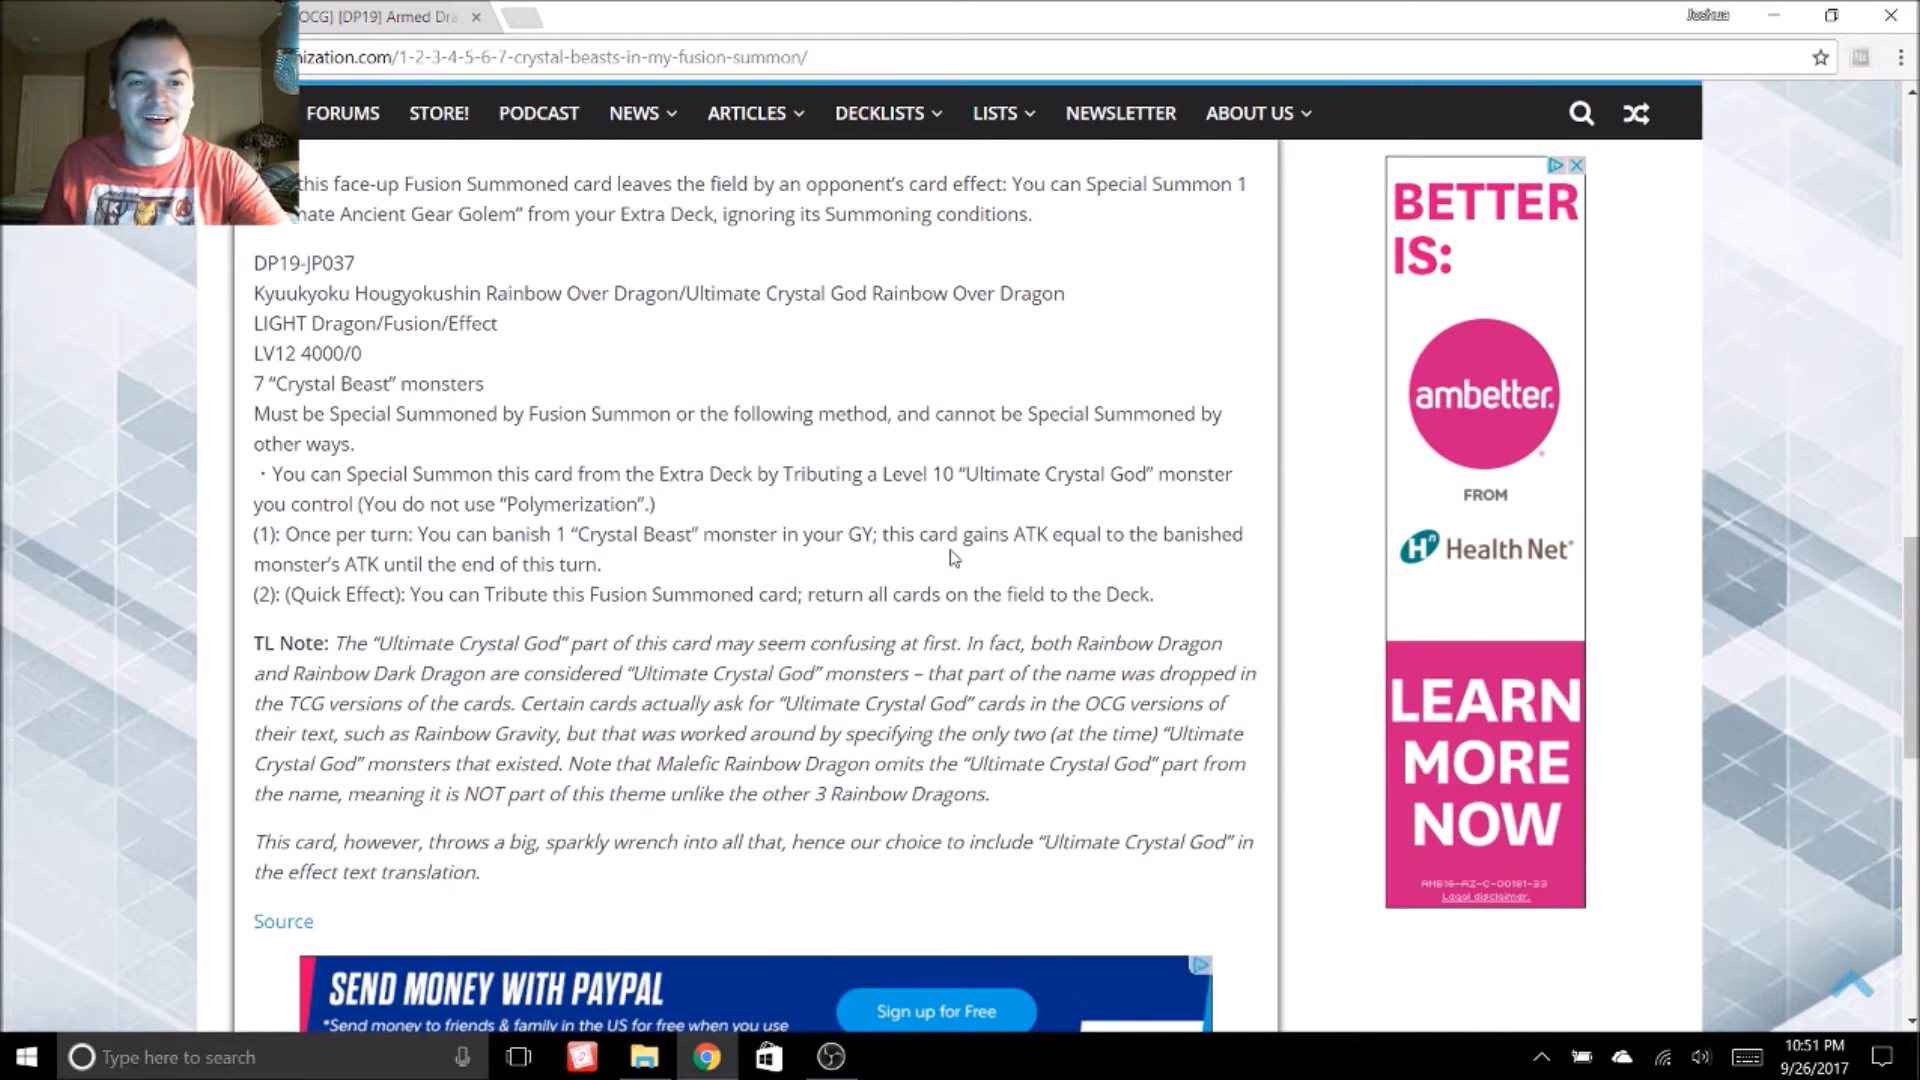 OCG] [DP19] Armed Dra
Joshua
nization.com/1-2-3-4-5-6-7-crystal-beasts-in-my-fusion-summon/
FORUMS STORE! PODCAST NEWS ARTICLES DECKLISTS LISTS NEWSLETTER ABOUT US
this face-up Fusion Summoned card leaves the field by an opponent's card effect: You can Special Summon 1
mate Ancient Gear Golem" from your Extra Deck, ignoring its Summoning conditions.
DP19-JP037
Kyuukyoku Hougyokushin Rainbow Over Dragon/Ultimate Crystal God Rainbow Over Dragon
LIGHT Dragon/Fusion/Effect
LV12 4000/0
7 "Crystal Beast" monsters
Must be Special Summoned by Fusion Summon or the following method, and cannot be Special Summoned by
other ways.
・You can Special Summon this card from the Extra Deck by Tributing a Level 10 "Ultimate Crystal God" monster
you control (You do not use "Polymerization".)
(1): Once per turn: You can banish 1 "Crystal Beast" monster in your GY; this card gains ATK equal to the banished
monster's ATK until the end of this turn.
(2): (Quick Effect): You can Tribute this Fusion Summoned card; return all cards on the field to the Deck.
TL Note: The "Ultimate Crystal God" part of this card may seem confusing at first. In fact, both Rainbow Dragon
and Rainbow Dark Dragon are considered "Ultimate Crystal God" monsters – that part of the name was dropped in
the TCG versions of the cards. Certain cards actually ask for "Ultimate Crystal God" cards in the OCG versions of
their text, such as Rainbow Gravity, but that was worked around by specifying the only two (at the time) "Ultimate
Crystal God" monsters that existed. Note that Malefic Rainbow Dragon omits the "Ultimate Crystal God" part from
the name, meaning it is NOT part of this theme unlike the other 3 Rainbow Dragons.
This card, however, throws a big, sparkly wrench into all that, hence our choice to include "Ultimate Crystal God" in
the effect text translation.
Source
SEND MONEY WITH PAYPAL
*Send money to friends & family in the US for free when you use
Sign up for Free
BETTER
IS:
ambetter.
FROM
Health Net®
LEARN
MORE
NOW
AMB16-AZ-C-00181-33
Legal disclaimer.
Type here to search
10:51 PM
9/26/2017